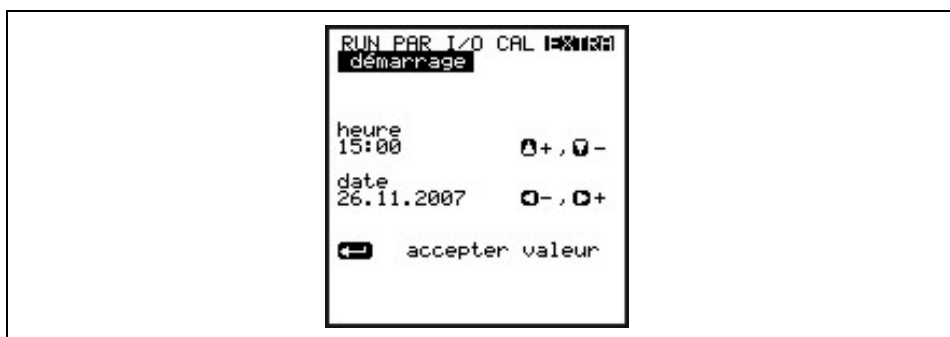 RUN PAR I/O CAL EXTRA
démarrage
heure
15:00 +,-
date
26.11.2007 -,+
accepter valeur